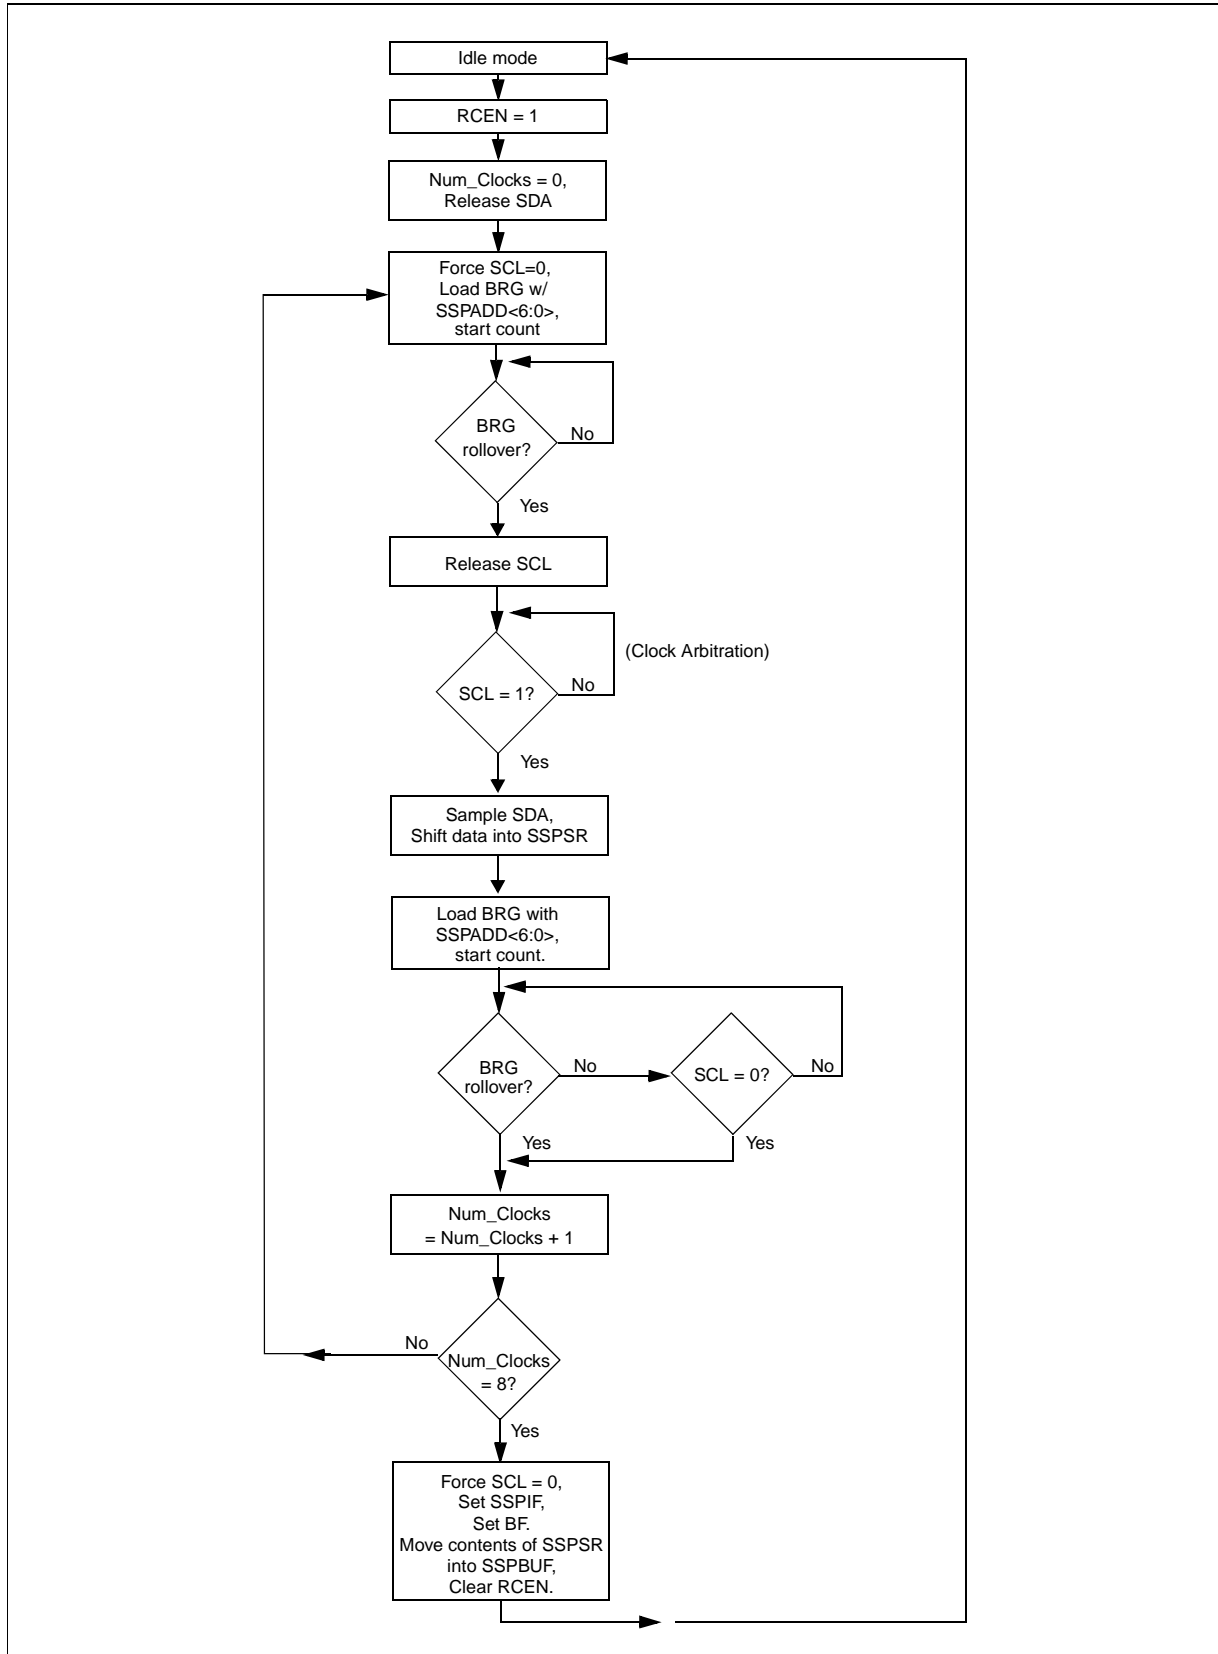 Idle mode
RCEN = 1
Num_Clocks = 0,
Release SDA
Force SCL=0,
Load BRG w/
SSPADD<6:0>,
start count
BRG
rollover?
No
Yes
Release SCL
(Clock Arbitration)
SCL = 1?
No
Yes
Sample SDA,
Shift data into SSPSR
Load BRG with
SSPADD<6:0>,
start count.
BRG
rollover?
No
SCL = 0?
No
Yes
Yes
Num_Clocks
= Num_Clocks + 1
No
Num_Clocks
= 8?
Yes
Force SCL = 0,
Set SSPIF,
Set BF.
Move contents of SSPSR
into SSPBUF,
Clear RCEN.